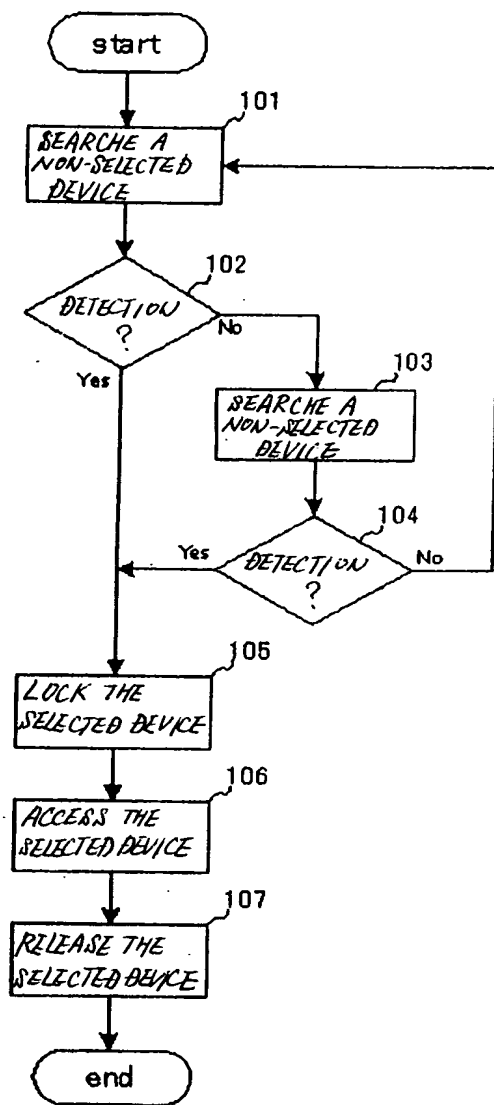 start
101
SEARCHE A
NON-SELECTED
DEVICE
102
DETECTION
?
No
Yes
103
SEARCHE A
NON-SELECTED
DEVICE
104
Yes
DETECTION
?
No
105
LOCK THE
SELECTED DEVICE
106
ACCESS THE
SELECTED DEVICE
107
RELEASE THE
SELECTED DEVICE
end